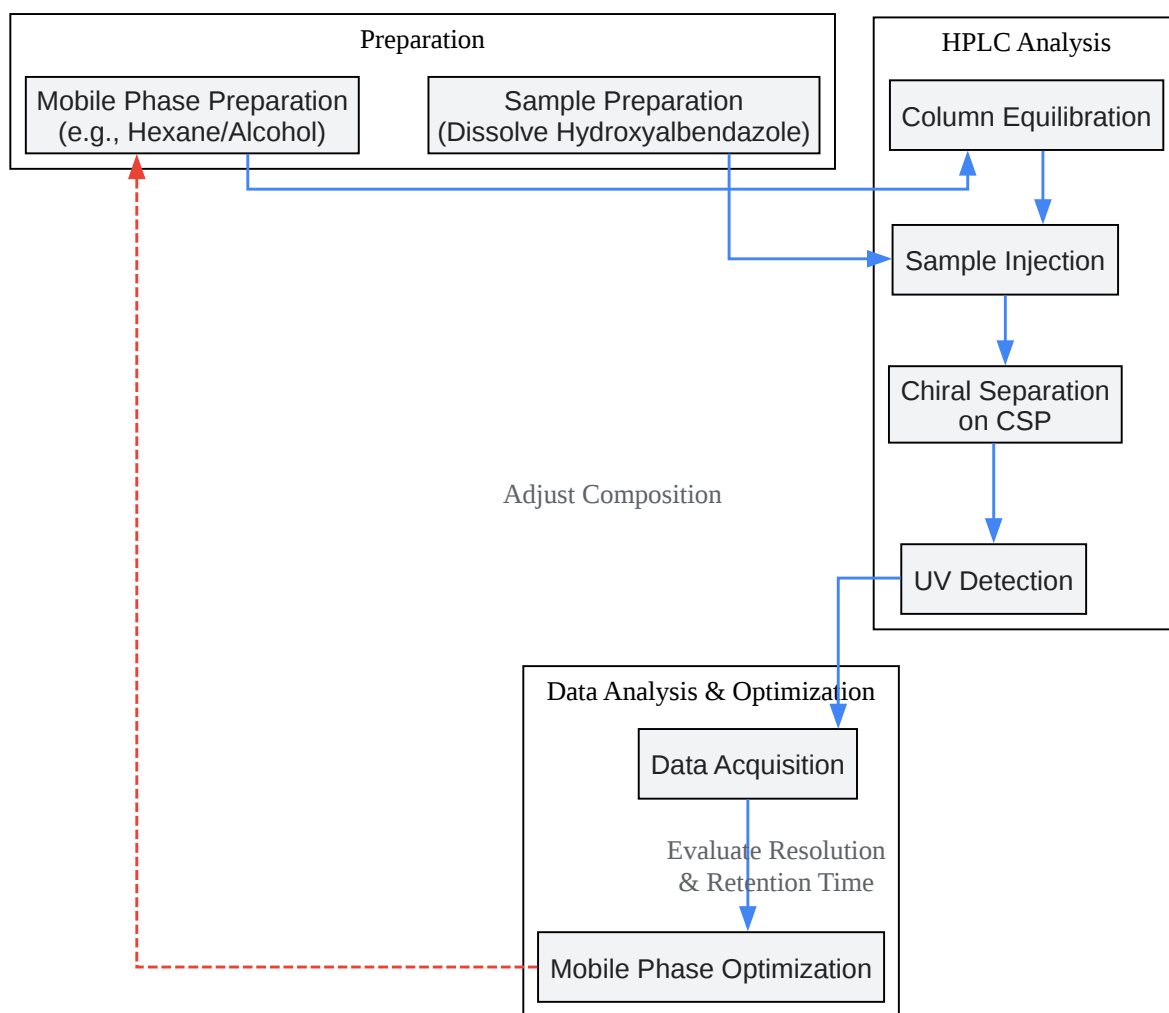 Preparation
Mobile Phase Preparation
(e.g., Hexane/Alcohol)
Sample Preparation
(Dissolve Hydroxyalbendazole)
HPLC Analysis
Column Equilibration
Sample Injection
Chiral Separation
on CSP
UV Detection
Adjust Composition
Data Analysis & Optimization
Data Acquisition
Evaluate Resolution
& Retention Time
Mobile Phase Optimization